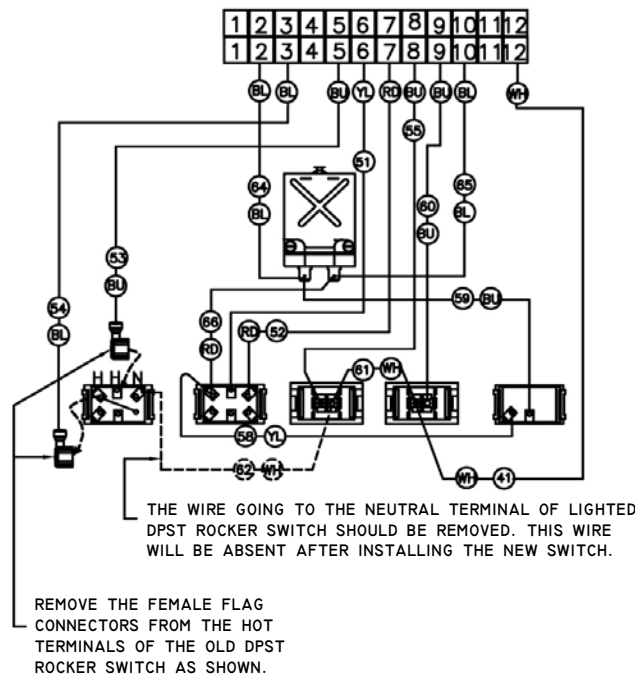 1 2 3 4 5 6 7 8 9 10 11 12
1 2 3 4 5 6 7 8 9 10 11 12
BL BL BU YL RD BU BU BL WH
55
51
64 65
60
BL BL
BU
53
BU
59 BU
54
66
BL
RD 52
RD
61 WH
H H N
58 YL
62 WH
WH 41
THE WIRE GOING TO THE NEUTRAL TERMINAL OF LIGHTED
DPST ROCKER SWITCH SHOULD BE REMOVED. THIS WIRE
WILL BE ABSENT AFTER INSTALLING THE NEW SWITCH.
REMOVE THE FEMALE FLAG
CONNECTORS FROM THE HOT
TERMINALS OF THE OLD DPST
ROCKER SWITCH AS SHOWN.